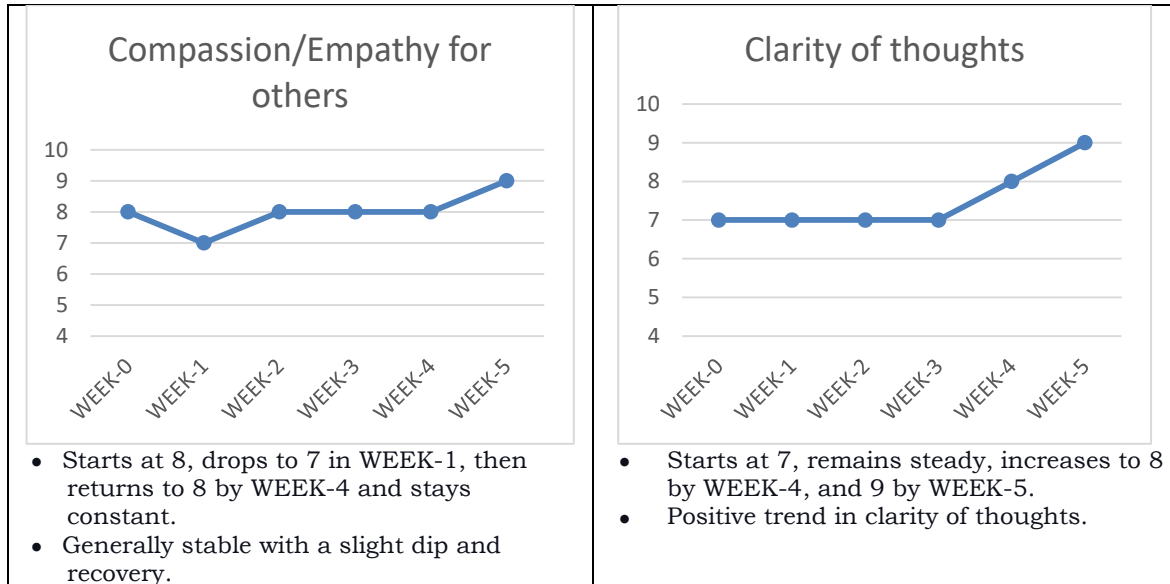 Compassion/Empathy for
others
10
9
8
7
6
5
4
WEEK-0
WEEK-1
WEEK-2
WEEK-3
WEEK-4
WEEK-5
• Starts at 8, drops to 7 in WEEK-1, then
returns to 8 by WEEK-4 and stays
constant.
• Generally stable with a slight dip and
recovery.
Clarity of thoughts
10
9
8
7
6
5
4
WEEK-0
WEEK-1
WEEK-2
WEEK-3
WEEK-4
WEEK-5
• Starts at 7, remains steady, increases to 8
by WEEK-4, and 9 by WEEK-5.
• Positive trend in clarity of thoughts.